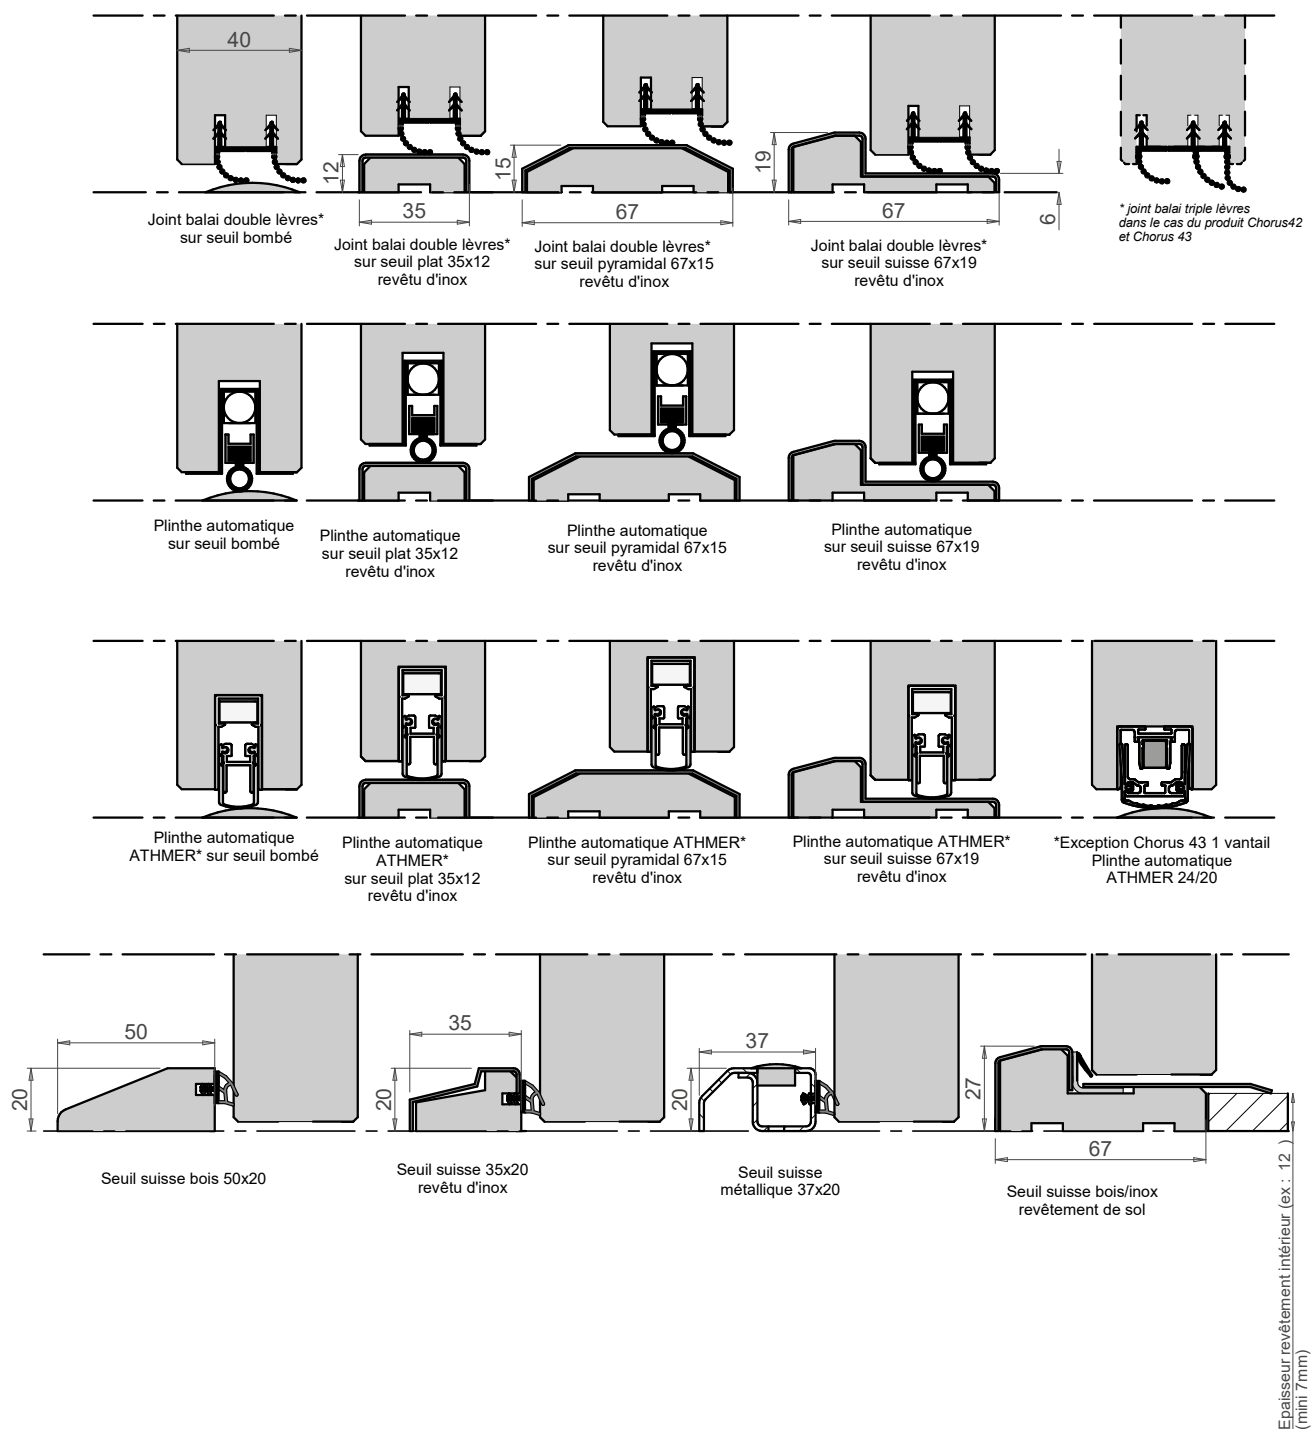 40
12
35
15
67
19
67
6
Joint balai double lèvres*
sur seuil bombé
Joint balai double lèvres*
sur seuil plat 35x12
revêtu d'inox
Joint balai double lèvres*
sur seuil pyramidal 67x15
revêtu d'inox
Joint balai double lèvres*
sur seuil suisse 67x19
revêtu d'inox
* joint balai triple lèvres
dans le cas du produit Chorus42
et Chorus 43
Plinthe automatique
sur seuil bombé
Plinthe automatique
sur seuil plat 35x12
revêtu d'inox
Plinthe automatique
sur seuil pyramidal 67x15
revêtu d'inox
Plinthe automatique
sur seuil suisse 67x19
revêtu d'inox
Plinthe automatique
ATHMER* sur seuil bombé
Plinthe automatique
ATHMER*
sur seuil plat 35x12
revêtu d'inox
Plinthe automatique ATHMER*
sur seuil pyramidal 67x15
revêtu d'inox
Plinthe automatique ATHMER*
sur seuil suisse 67x19
revêtu d'inox
*Exception Chorus 43 1 vantail
Plinthe automatique
ATHMER 24/20
50
20
35
20
37
20
27
67
Seuil suisse bois 50x20
Seuil suisse 35x20
revêtu d'inox
Seuil suisse
métallique 37x20
Seuil suisse bois/inox
revêtement de sol
Epaisseur revêtement intérieur (ex : 12 )
(mini 7mm)